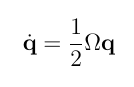 q̇ = 1/2 Ωq